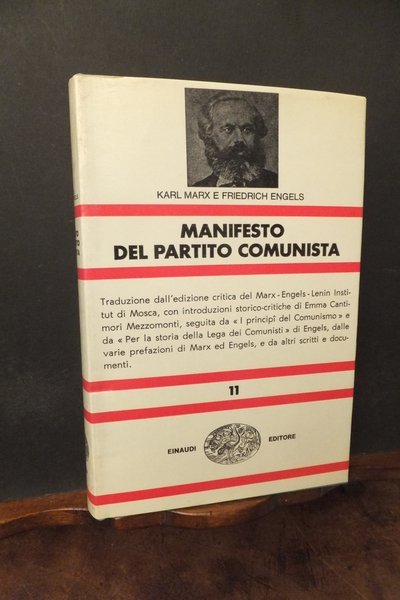 KARL MARX E FRIEDRICH ENGELS
MANIFESTO
DEL PARTITO COMUNISTA
Traduzione dall'edizione critica del Marx-Engels-Lenin Insti-
tut di Mosca, con introduzioni storico-critiche di Emma Canti-
mori Mezzomonti, seguita da « I principî del Comunismo » e
da « Per la storia della Lega dei Comunisti » di Engels, dalle
varie prefazioni di Marx ed Engels, e da altri scritti e docu-
menti.
11
EINAUDI EDITORE